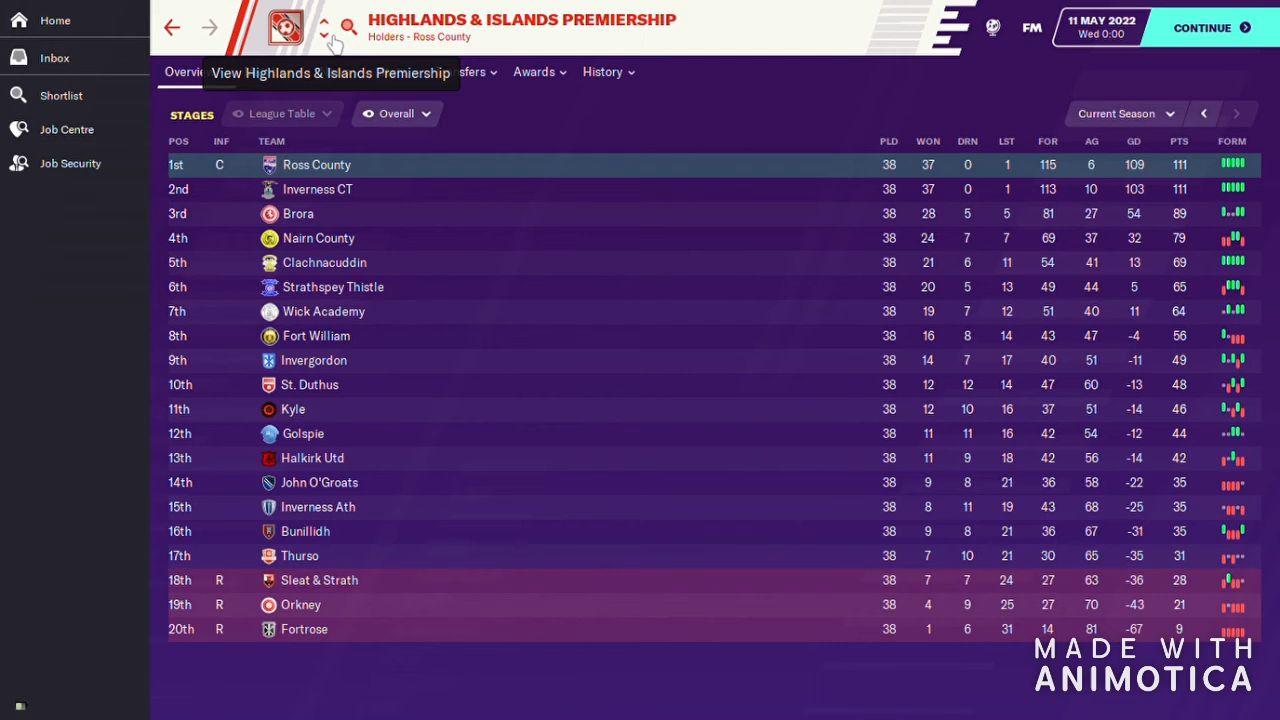 Home
Inbox
Shortlist
Job Centre
Job Security
HIGHLANDS & ISLANDS PREMIERSHIP
Holders - Ross County
FM
11 MAY 2022
Wed 0:00
CONTINUE
Overvie
View Highlands & Islands Premiership
sfers
Awards
History
STAGES
League Table
Overall
Current Season
POS INF TEAM PLD WON DRN LST FOR AG GD PTS FORM
1st C Ross County 38 37 0 1 115 6 109 111
2nd Inverness CT 38 37 0 1 113 10 103 111
3rd Brora 38 28 5 5 81 27 54 89
4th Nairn County 38 24 7 7 69 37 32 79
5th Clachnacuddin 38 21 6 11 54 41 13 69
6th Strathspey Thistle 38 20 5 13 49 44 5 65
7th Wick Academy 38 19 7 12 51 40 11 64
8th Fort William 38 16 8 14 43 47 -4 56
9th Invergordon 38 14 7 17 40 51 -11 49
10th St. Duthus 38 12 12 14 47 60 -13 48
11th Kyle 38 12 10 16 37 51 -14 46
12th Golspie 38 11 11 16 42 54 -12 44
13th Halkirk Utd 38 11 9 18 42 56 -14 42
14th John O'Groats 38 9 8 21 36 58 -22 35
15th Inverness Ath 38 8 11 19 43 68 -25 35
16th Bunillidh 38 9 8 21 36 67 -31 35
17th Thurso 38 7 10 21 30 65 -35 31
18th R Sleat & Strath 38 7 7 24 27 63 -36 28
19th R Orkney 38 4 9 25 27 70 -43 21
20th R Fortrose 38 1 6 31 14 81 -67 9
MADE WITH
ANIMOTICA